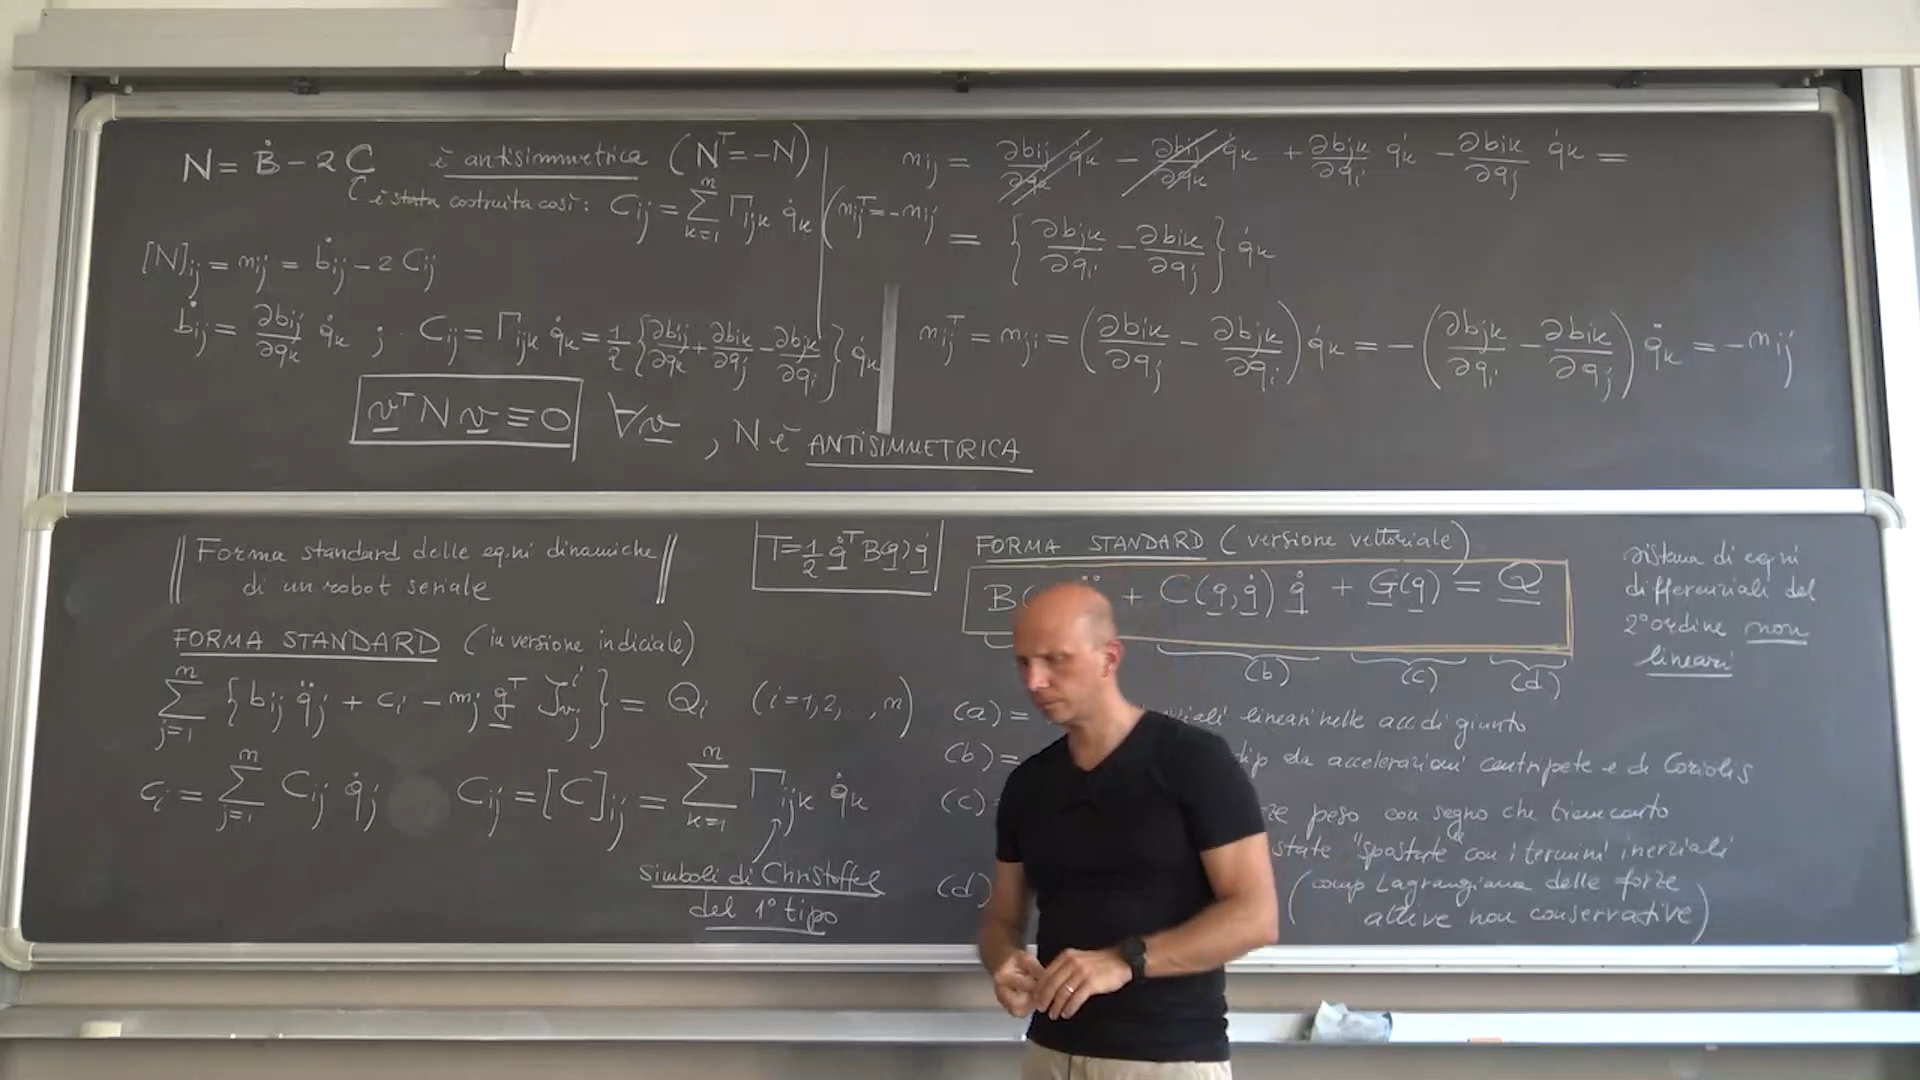 N = Ḃ - 2C è antisimmetrica (Nᵀ = -N)
C è stata costruita così: C_ij = Σ_{k=1}^{n} Γ_ijk q̇_k (n_ijᵀ = -n_ij
[N]_ij = n_ij = ḃ_ij - 2 C_ij
ḃ_ij = ∂b_ij/∂q_k q̇_k ; C_ij = Γ_ijk q̇_k = 1/2 {∂b_ij/∂q_k + ∂b_ik/∂q_j - ∂b_jk/∂q_i} q̇_k
vᵀ N v ≡ 0 ∀v , N è ANTISIMMETRICA
n_ij = ∂b_ij/∂q_k q̇_k - ∂b_ij/∂q_k q̇_k + ∂b_jk/∂q_i q̇_k - ∂b_ik/∂q_j q̇_k =
= {∂b_jk/∂q_i - ∂b_ik/∂q_j} q̇_k
n_ijᵀ = n_ji = (∂b_ik/∂q_j - ∂b_jk/∂q_i) q̇_k = - (∂b_jk/∂q_i - ∂b_ik/∂q_j) q̇_k = -n_ij
Forma standard delle eq.ni dinamiche
di un robot seriale
T = 1/2 q̇ᵀ B(q) q̇
FORMA STANDARD (in versione indiciale)
Σ_{j=1}^{n} {b_ij q̈_j + c_i - m_j gᵀ J_vj^i} = Q_i (i=1,2,..,n)
c_i = Σ_{j=1}^{n} C_ij q̇_j C_ij = [C]_ij = Σ_{k=1}^{n} Γ_ijk q̇_k
Simboli di Christoffel
del 1° tipo
FORMA STANDARD (versione vettoriale)
B( + C(q,q̇) q̇ + G(q) = Q
(b) (c) (d)
sistema di eq.ni
differenziali del
2° ordine non
lineari
(a) = lineari nelle acc. di giunto
(b) = dip da accelerazioni centripete e di Coriolis
(c) peso con segno che tiene conto
state "spostate" con i termini inerziali
(d) (comp Lagrangiana delle forze
attive non conservative)